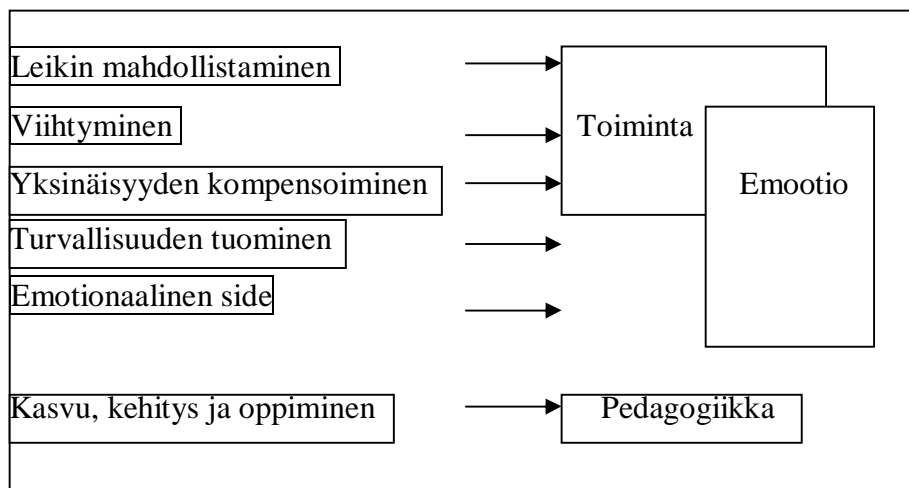 Leikin mahdollistaminen
Viihtyminen
Toiminta
Yksinäisyyden kompensoiminen
Emootio
Turvallisuuden tuominen
Emotionaalinen side
Kasvu, kehitys ja oppiminen
Pedagogiikka